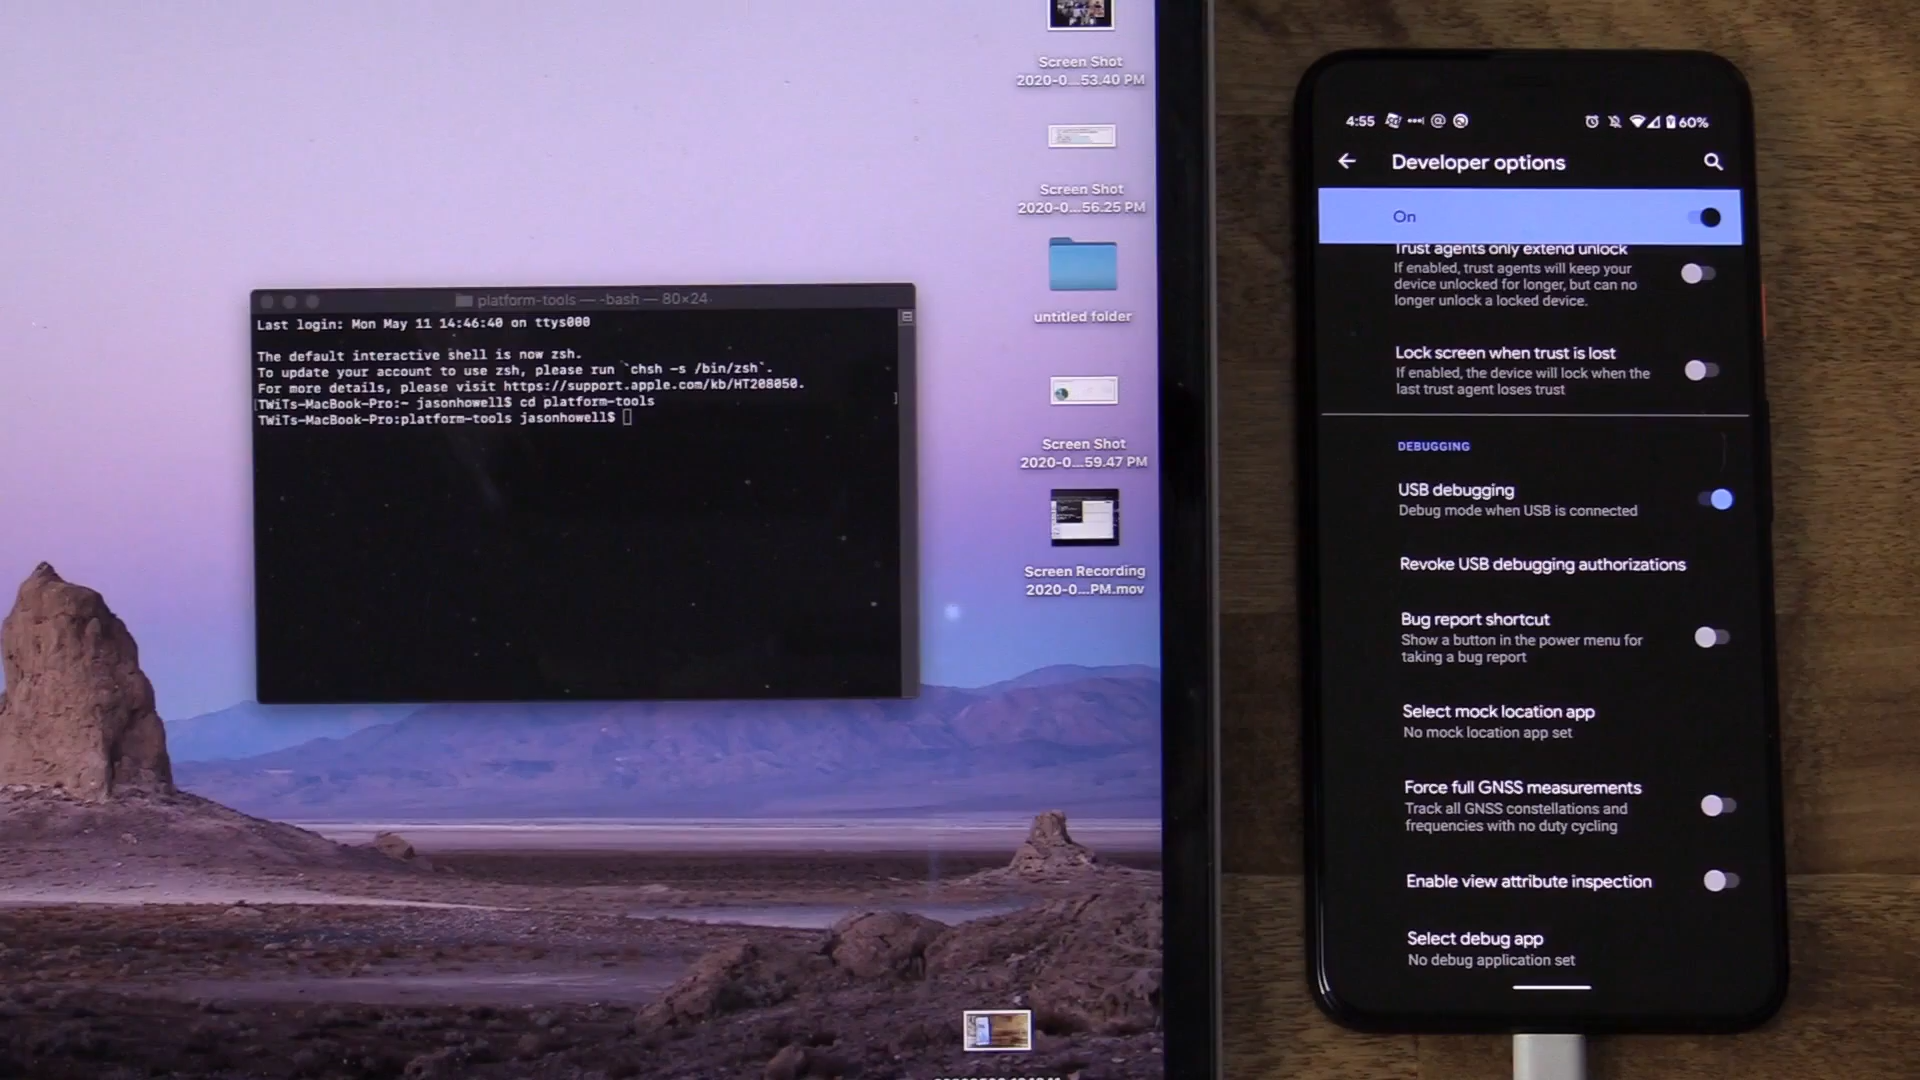 Screen Shot
2020-0...53.40 PM
Screen Shot
2020-0...56.25 PM
untitled folder
Screen Shot
2020-0...59.47 PM
Screen Recording
2020-0...PM.mov
platform-tools — -bash — 80×24
Last login: Mon May 11 14:46:40 on ttys000
The default interactive shell is now zsh.
To update your account to use zsh, please run `chsh -s /bin/zsh`.
For more details, please visit https://support.apple.com/kb/HT208050.
[TWiTs-MacBook-Pro:~ jasonhowell$ cd platform-tools ]
TWiTs-MacBook-Pro:platform-tools jasonhowell$
4:55
60%
Developer options
On
Trust agents only extend unlock
If enabled, trust agents will keep your
device unlocked for longer, but can no
longer unlock a locked device.
Lock screen when trust is lost
If enabled, the device will lock when the
last trust agent loses trust
DEBUGGING
USB debugging
Debug mode when USB is connected
Revoke USB debugging authorizations
Bug report shortcut
Show a button in the power menu for
taking a bug report
Select mock location app
No mock location app set
Force full GNSS measurements
Track all GNSS constellations and
frequencies with no duty cycling
Enable view attribute inspection
Select debug app
No debug application set